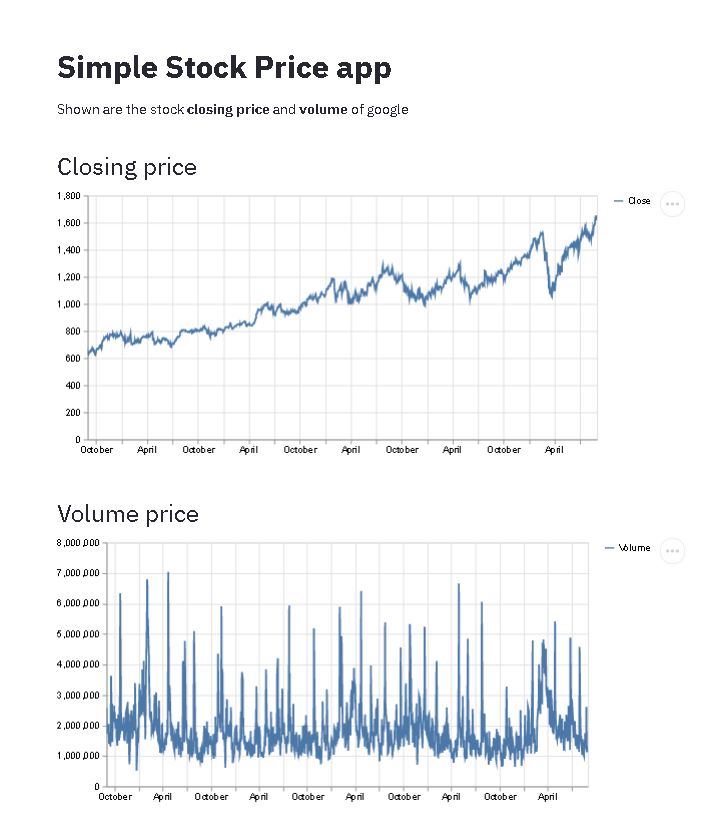 Simple Stock Price app
Shown are the stock closing price and volume of google
Closing price
1,800
1,600
1,400
1,200
1,000
800
600
400
200
0
October April October April October April October April October April
Close
Volume price
8,000,000
7,000,000
6,000,000
5,000,000
4,000,000
3,000,000
2,000,000
1,000,000
0
October April October April October April October April October April
Volume